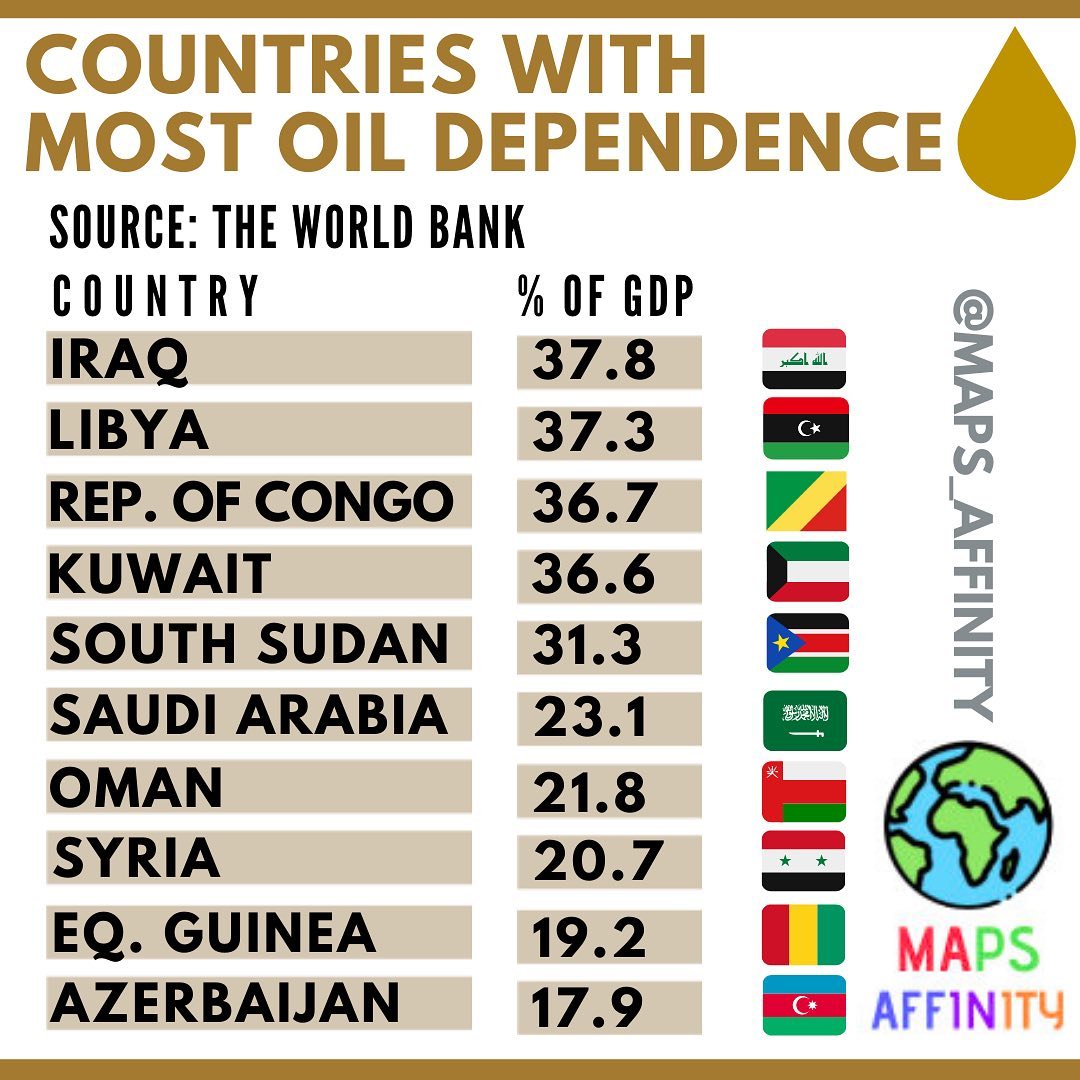 COUNTRIES WITH
MOST OIL DEPENDENCE
SOURCE: THE WORLD BANK
COUNTRY % OF GDP
IRAQ 37.8
LIBYA 37.3
REP. OF CONGO 36.7
KUWAIT 36.6
SOUTH SUDAN 31.3
SAUDI ARABIA 23.1
OMAN 21.8
SYRIA 20.7
EQ. GUINEA 19.2
AZERBAIJAN 17.9
الله اكبر
@MAPS_AFFINITY
MAPS
AFF1N1TY